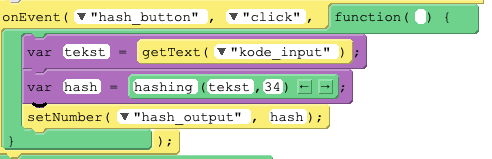 onEvent( ▼"hash_button" , ▼"click", function( ) {
var tekst = getText( ▼"kode_input" );
var hash = hashing (tekst,34) ← → ;
setNumber( ▼"hash_output" , hash);
} );